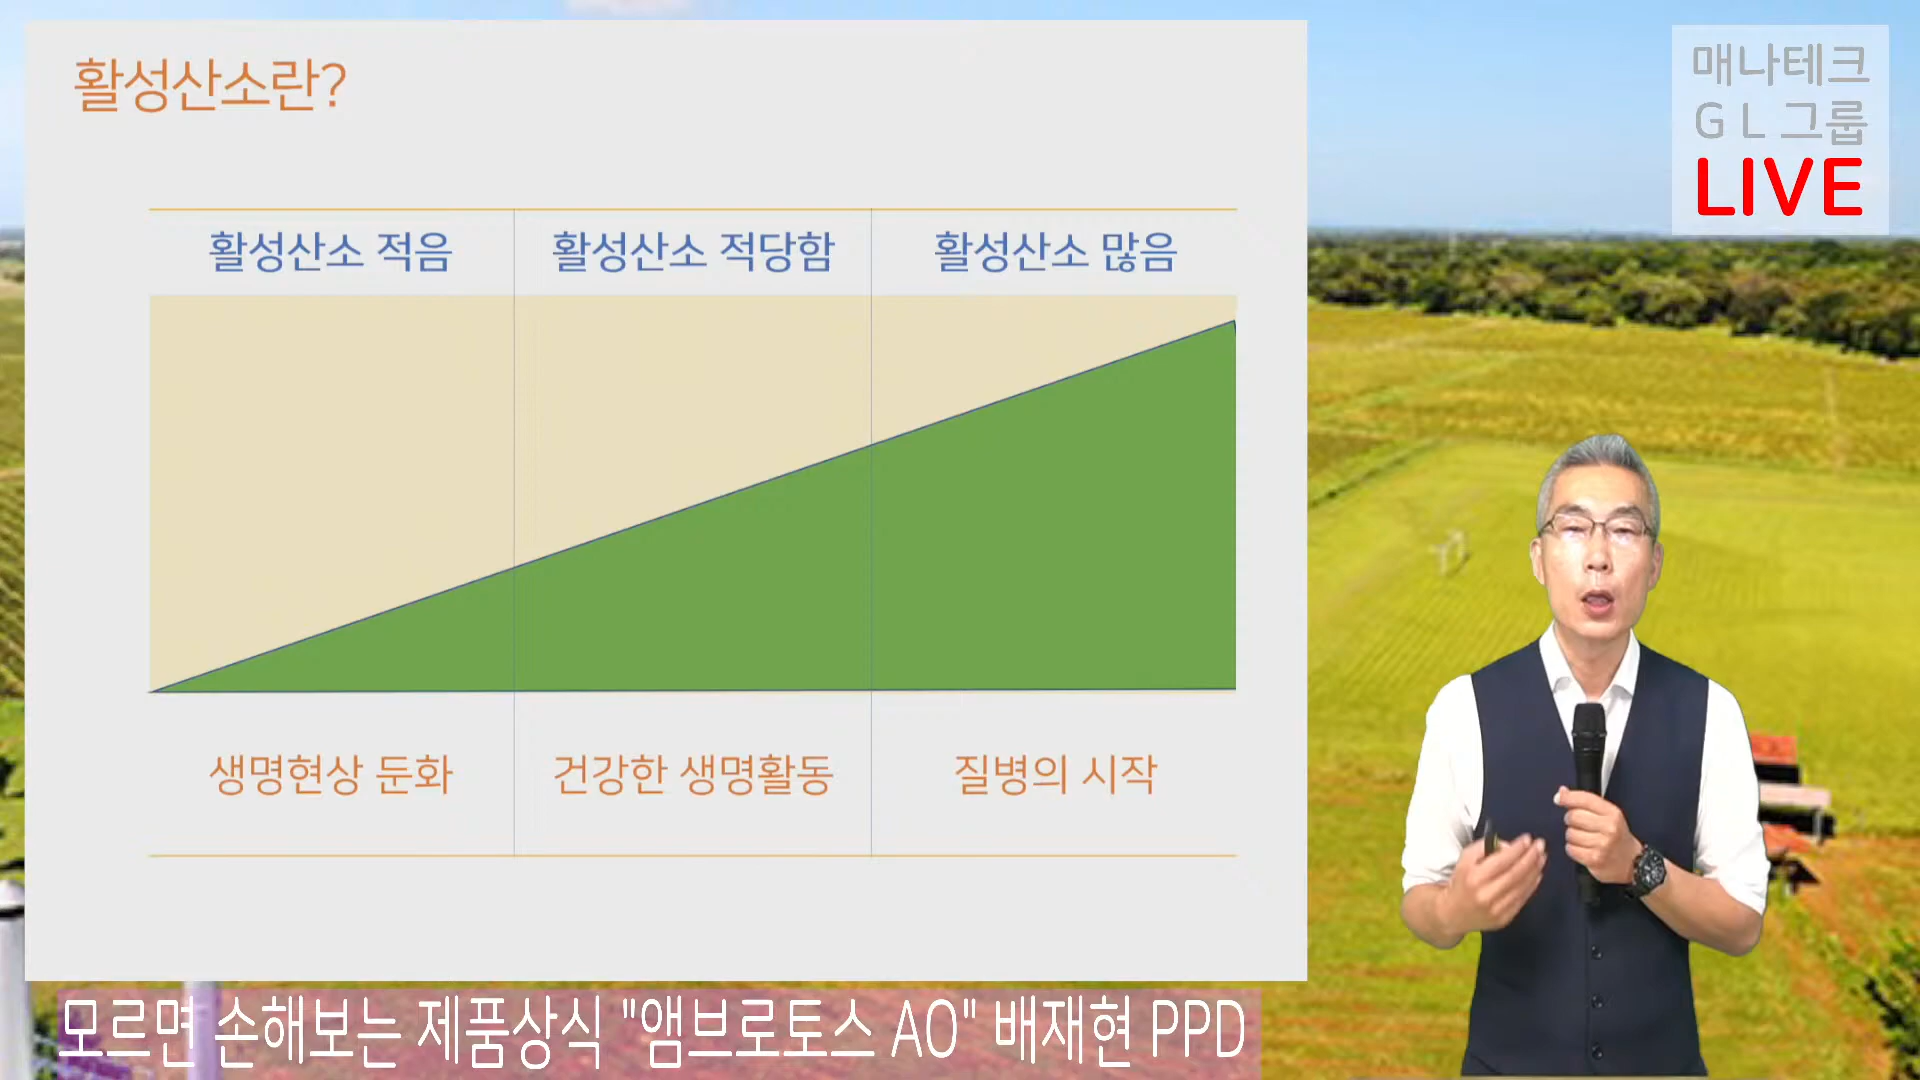 활성산소란?
활성산소 적음
활성산소 적당함
활성산소 많음
생명현상 둔화
건강한 생명활동
질병의 시작
매나테크
G L 그룹
LIVE
모르면 손해보는 제품상식 "앰브로토스 AO" 배재현 PPD